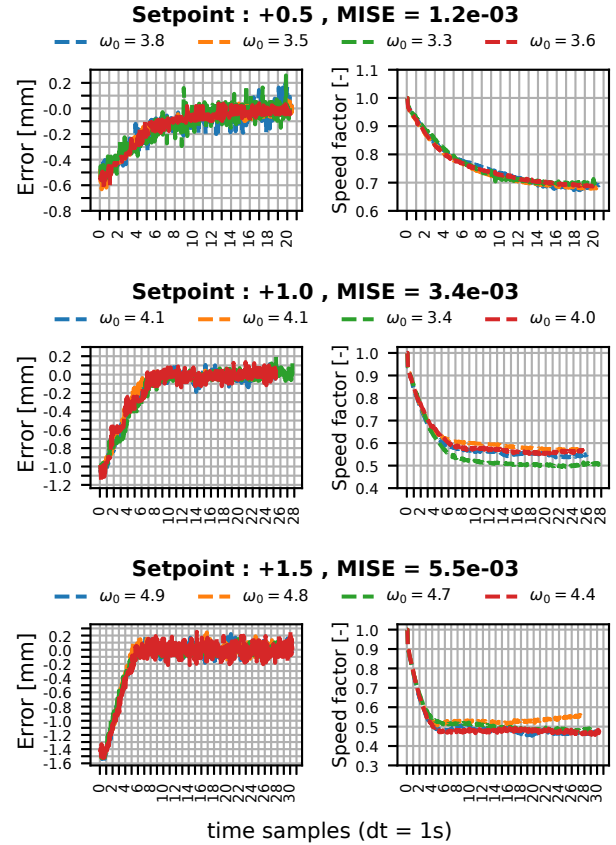 Setpoint : +0.5 , MISE = 1.2e-03
ω₀ = 3.8 ω₀ = 3.5 ω₀ = 3.3 ω₀ = 3.6
Error [mm]
0.2
-0.0
-0.2
-0.4
-0.6
-0.8
0 2 4 6 8 10 12 14 16 18 20
Speed factor [-]
1.1
1.0
0.9
0.8
0.7
0.6
0 2 4 6 8 10 12 14 16 18 20
Setpoint : +1.0 , MISE = 3.4e-03
ω₀ = 4.1 ω₀ = 4.1 ω₀ = 3.4 ω₀ = 4.0
Error [mm]
0.2
0.0
-0.2
-0.4
-0.6
-0.8
-1.0
-1.2
0 2 4 6 8 10 12 14 16 18 20 22 24 26 28
Speed factor [-]
1.0
0.9
0.8
0.7
0.6
0.5
0.4
0 2 4 6 8 10 12 14 16 18 20 22 24 26 28
Setpoint : +1.5 , MISE = 5.5e-03
ω₀ = 4.9 ω₀ = 4.8 ω₀ = 4.7 ω₀ = 4.4
Error [mm]
0.2
0.0
-0.2
-0.4
-0.6
-0.8
-1.0
-1.2
-1.4
-1.6
0 2 4 6 8 10 12 14 16 18 20 22 24 26 28 30
Speed factor [-]
1.0
0.9
0.8
0.7
0.6
0.5
0.4
0.3
0 2 4 6 8 10 12 14 16 18 20 22 24 26 28 30
time samples (dt = 1s)